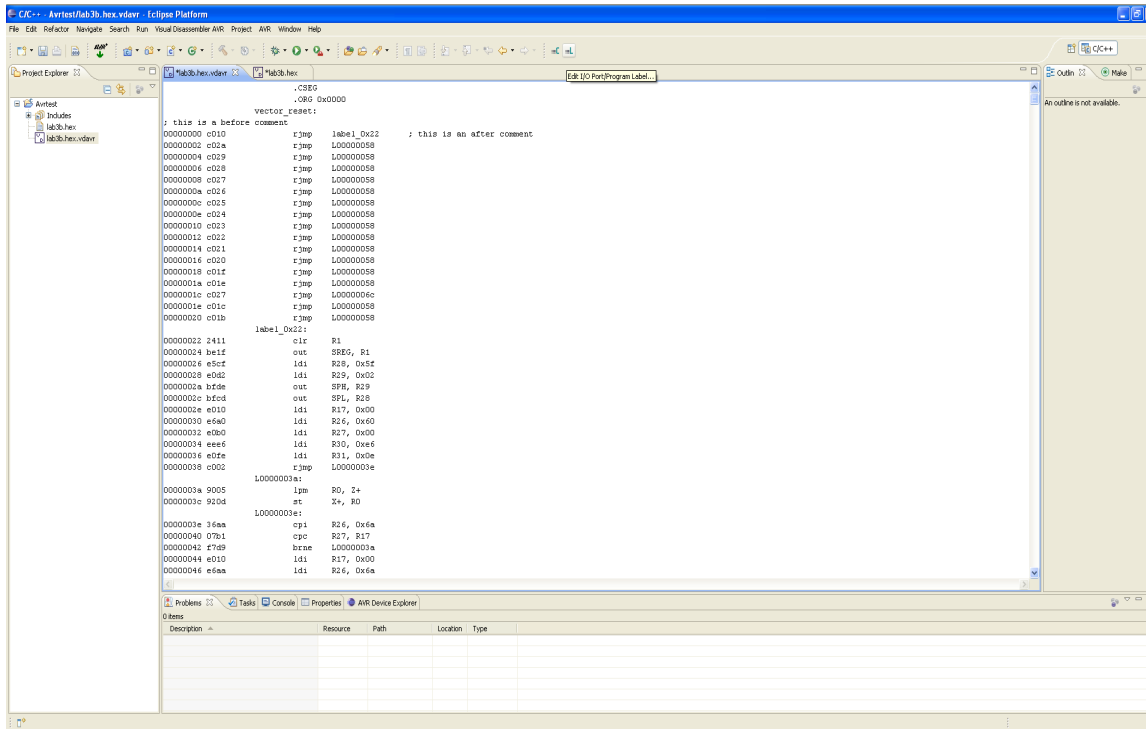 C/C++ - Avrtest/lab3b.hex.vdavr - Eclipse Platform
File Edit Refactor Navigate Search Run Visual Disassembler AVR Project AVR Window Help
C/C++
Project Explorer
*lab3b.hex.vdavr *lab3b.hex
Edit I/O Port/Program Label...
Outlin Make
Avrtest
Includes
lab3b.hex
lab3b.hex.vdavr
An outline is not available.
.CSEG
.ORG 0x0000
vector_reset:
; this is a before comment
00000000 c010 rjmp label_0x22 ; this is an after comment
00000002 c02a rjmp L00000058
00000004 c029 rjmp L00000058
00000006 c028 rjmp L00000058
00000008 c027 rjmp L00000058
0000000a c026 rjmp L00000058
0000000c c025 rjmp L00000058
0000000e c024 rjmp L00000058
00000010 c023 rjmp L00000058
00000012 c022 rjmp L00000058
00000014 c021 rjmp L00000058
00000016 c020 rjmp L00000058
00000018 c01f rjmp L00000058
0000001a c01e rjmp L00000058
0000001c c027 rjmp L0000006c
0000001e c01c rjmp L00000058
00000020 c01b rjmp L00000058
label_0x22:
00000022 2411 clr R1
00000024 be1f out SREG, R1
00000026 e5cf ldi R28, 0x5f
00000028 e0d2 ldi R29, 0x02
0000002a bfde out SPH, R29
0000002c bfcd out SPL, R28
0000002e e010 ldi R17, 0x00
00000030 e6a0 ldi R26, 0x60
00000032 e0b0 ldi R27, 0x00
00000034 eee6 ldi R30, 0xe6
00000036 e0fe ldi R31, 0x0e
00000038 c002 rjmp L0000003e
L0000003a:
0000003a 9005 lpm R0, Z+
0000003c 920d st X+, R0
L0000003e:
0000003e 36aa cpi R26, 0x6a
00000040 07b1 cpc R27, R17
00000042 f7d9 brne L0000003a
00000044 e010 ldi R17, 0x00
00000046 e6aa ldi R26, 0x6a
Problems Tasks Console Properties AVR Device Explorer
0 items
Description Resource Path Location Type